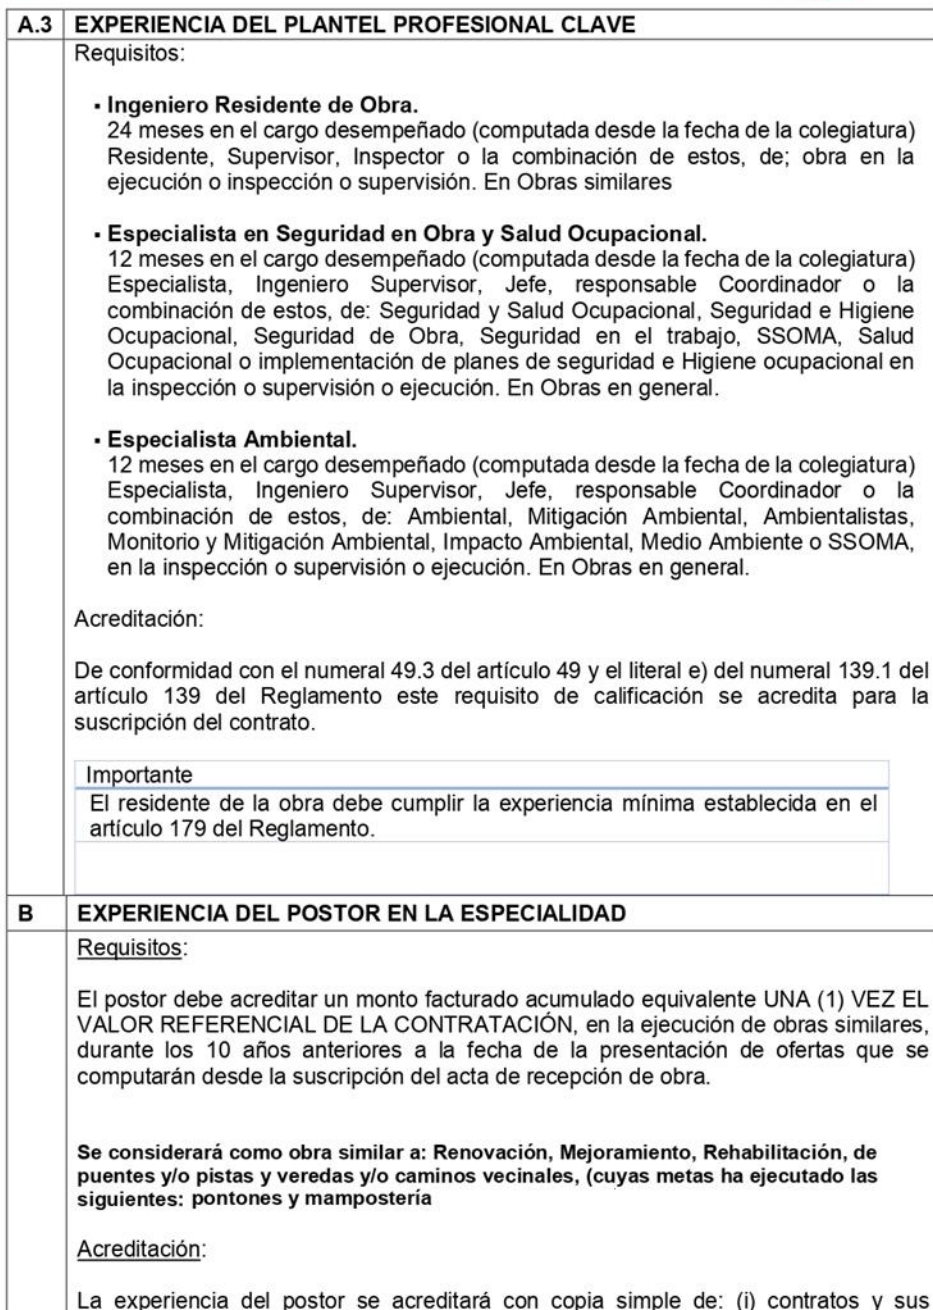 A.3 EXPERIENCIA DEL PLANTEL PROFESIONAL CLAVE
Requisitos:
▪ Ingeniero Residente de Obra.
24 meses en el cargo desempeñado (computada desde la fecha de la colegiatura)
Residente, Supervisor, Inspector o la combinación de estos, de; obra en la
ejecución o inspección o supervisión. En Obras similares
▪ Especialista en Seguridad en Obra y Salud Ocupacional.
12 meses en el cargo desempeñado (computada desde la fecha de la colegiatura)
Especialista, Ingeniero Supervisor, Jefe, responsable Coordinador o la
combinación de estos, de: Seguridad y Salud Ocupacional, Seguridad e Higiene
Ocupacional, Seguridad de Obra, Seguridad en el trabajo, SSOMA, Salud
Ocupacional o implementación de planes de seguridad e Higiene ocupacional en
la inspección o supervisión o ejecución. En Obras en general.
▪ Especialista Ambiental.
12 meses en el cargo desempeñado (computada desde la fecha de la colegiatura)
Especialista, Ingeniero Supervisor, Jefe, responsable Coordinador o la
combinación de estos, de: Ambiental, Mitigación Ambiental, Ambientalistas,
Monitorio y Mitigación Ambiental, Impacto Ambiental, Medio Ambiente o SSOMA,
en la inspección o supervisión o ejecución. En Obras en general.
Acreditación:
De conformidad con el numeral 49.3 del artículo 49 y el literal e) del numeral 139.1 del
artículo 139 del Reglamento este requisito de calificación se acredita para la
suscripción del contrato.
Importante
El residente de la obra debe cumplir la experiencia mínima establecida en el
artículo 179 del Reglamento.
B EXPERIENCIA DEL POSTOR EN LA ESPECIALIDAD
Requisitos:
El postor debe acreditar un monto facturado acumulado equivalente UNA (1) VEZ EL
VALOR REFERENCIAL DE LA CONTRATACIÓN, en la ejecución de obras similares,
durante los 10 años anteriores a la fecha de la presentación de ofertas que se
computarán desde la suscripción del acta de recepción de obra.
Se considerará como obra similar a: Renovación, Mejoramiento, Rehabilitación, de
puentes y/o pistas y veredas y/o caminos vecinales, (cuyas metas ha ejecutado las
siguientes: pontones y mampostería
Acreditación:
La experiencia del postor se acreditará con copia simple de: (i) contratos y sus